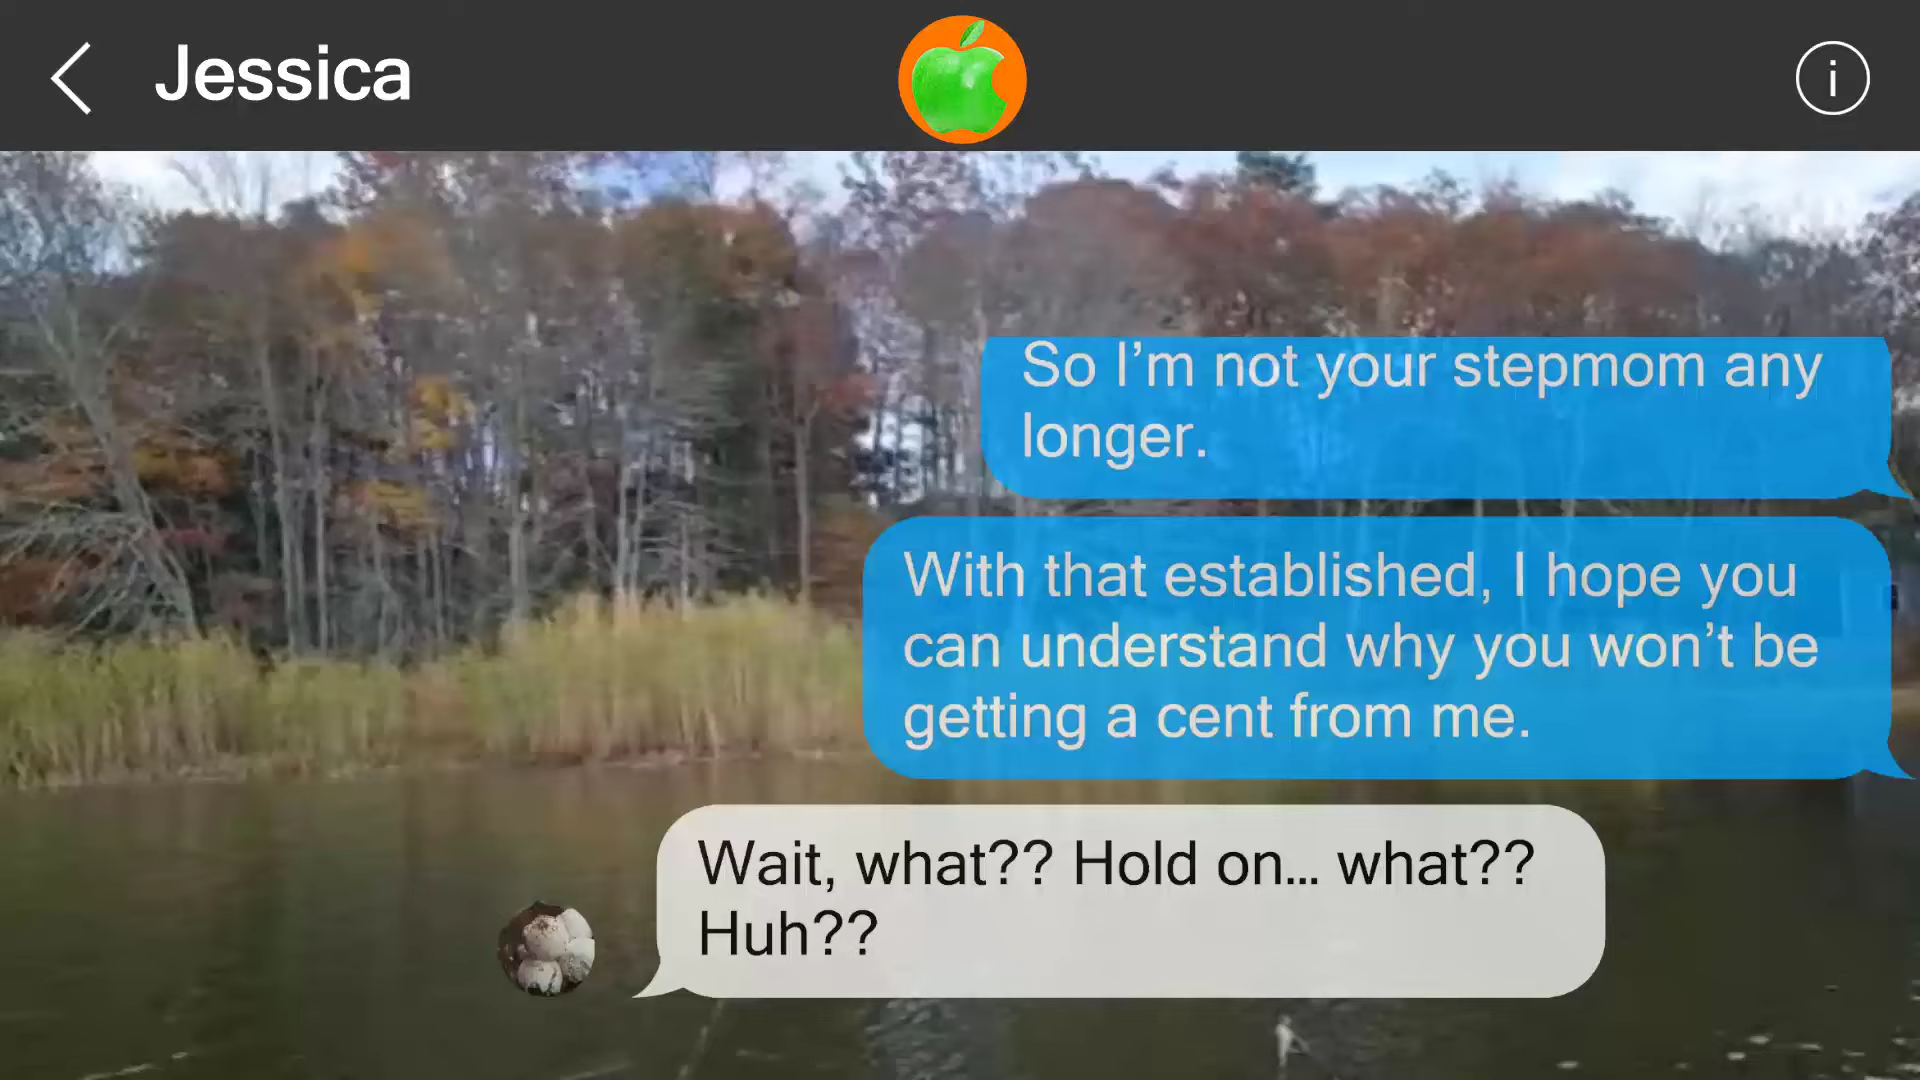 Jessica
i
So I’m not your stepmom any
longer.
With that established, I hope you
can understand why you won’t be
getting a cent from me.
Wait, what?? Hold on... what??
Huh??